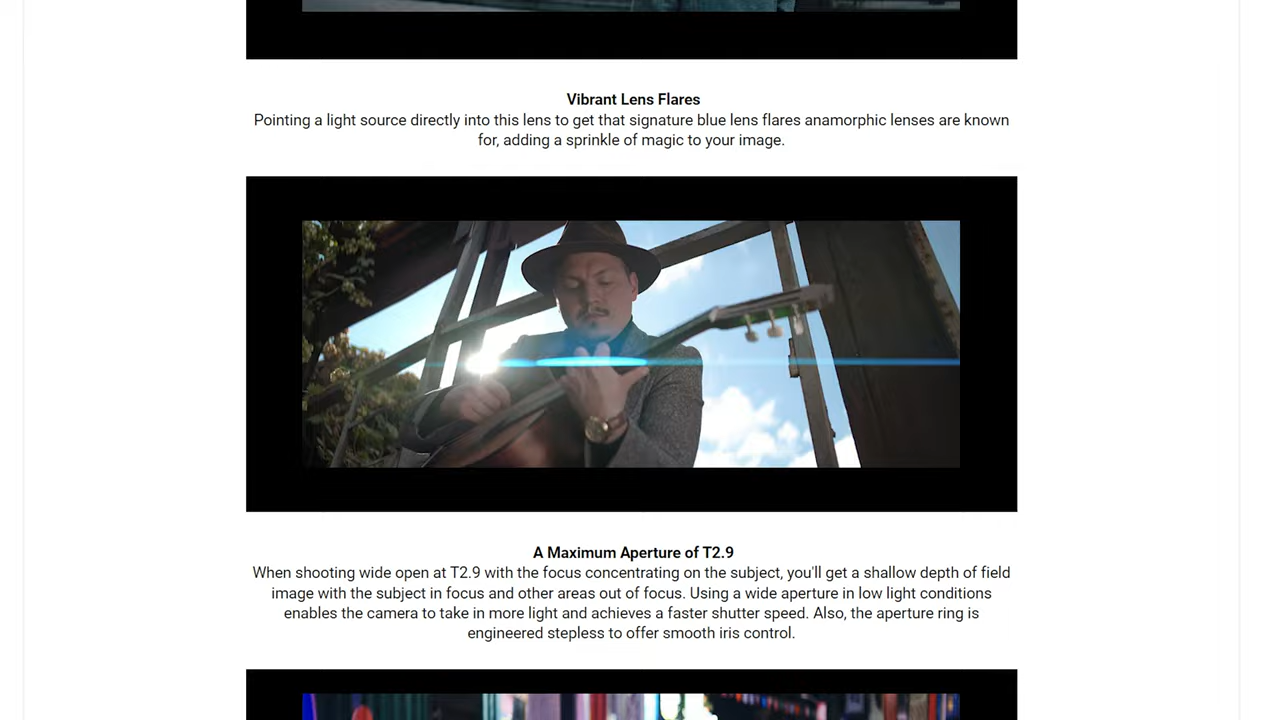 Vibrant Lens Flares
Pointing a light source directly into this lens to get that signature blue lens flares anamorphic lenses are known
for, adding a sprinkle of magic to your image.
A Maximum Aperture of T2.9
When shooting wide open at T2.9 with the focus concentrating on the subject, you'll get a shallow depth of field
image with the subject in focus and other areas out of focus. Using a wide aperture in low light conditions
enables the camera to take in more light and achieves a faster shutter speed. Also, the aperture ring is
engineered stepless to offer smooth iris control.